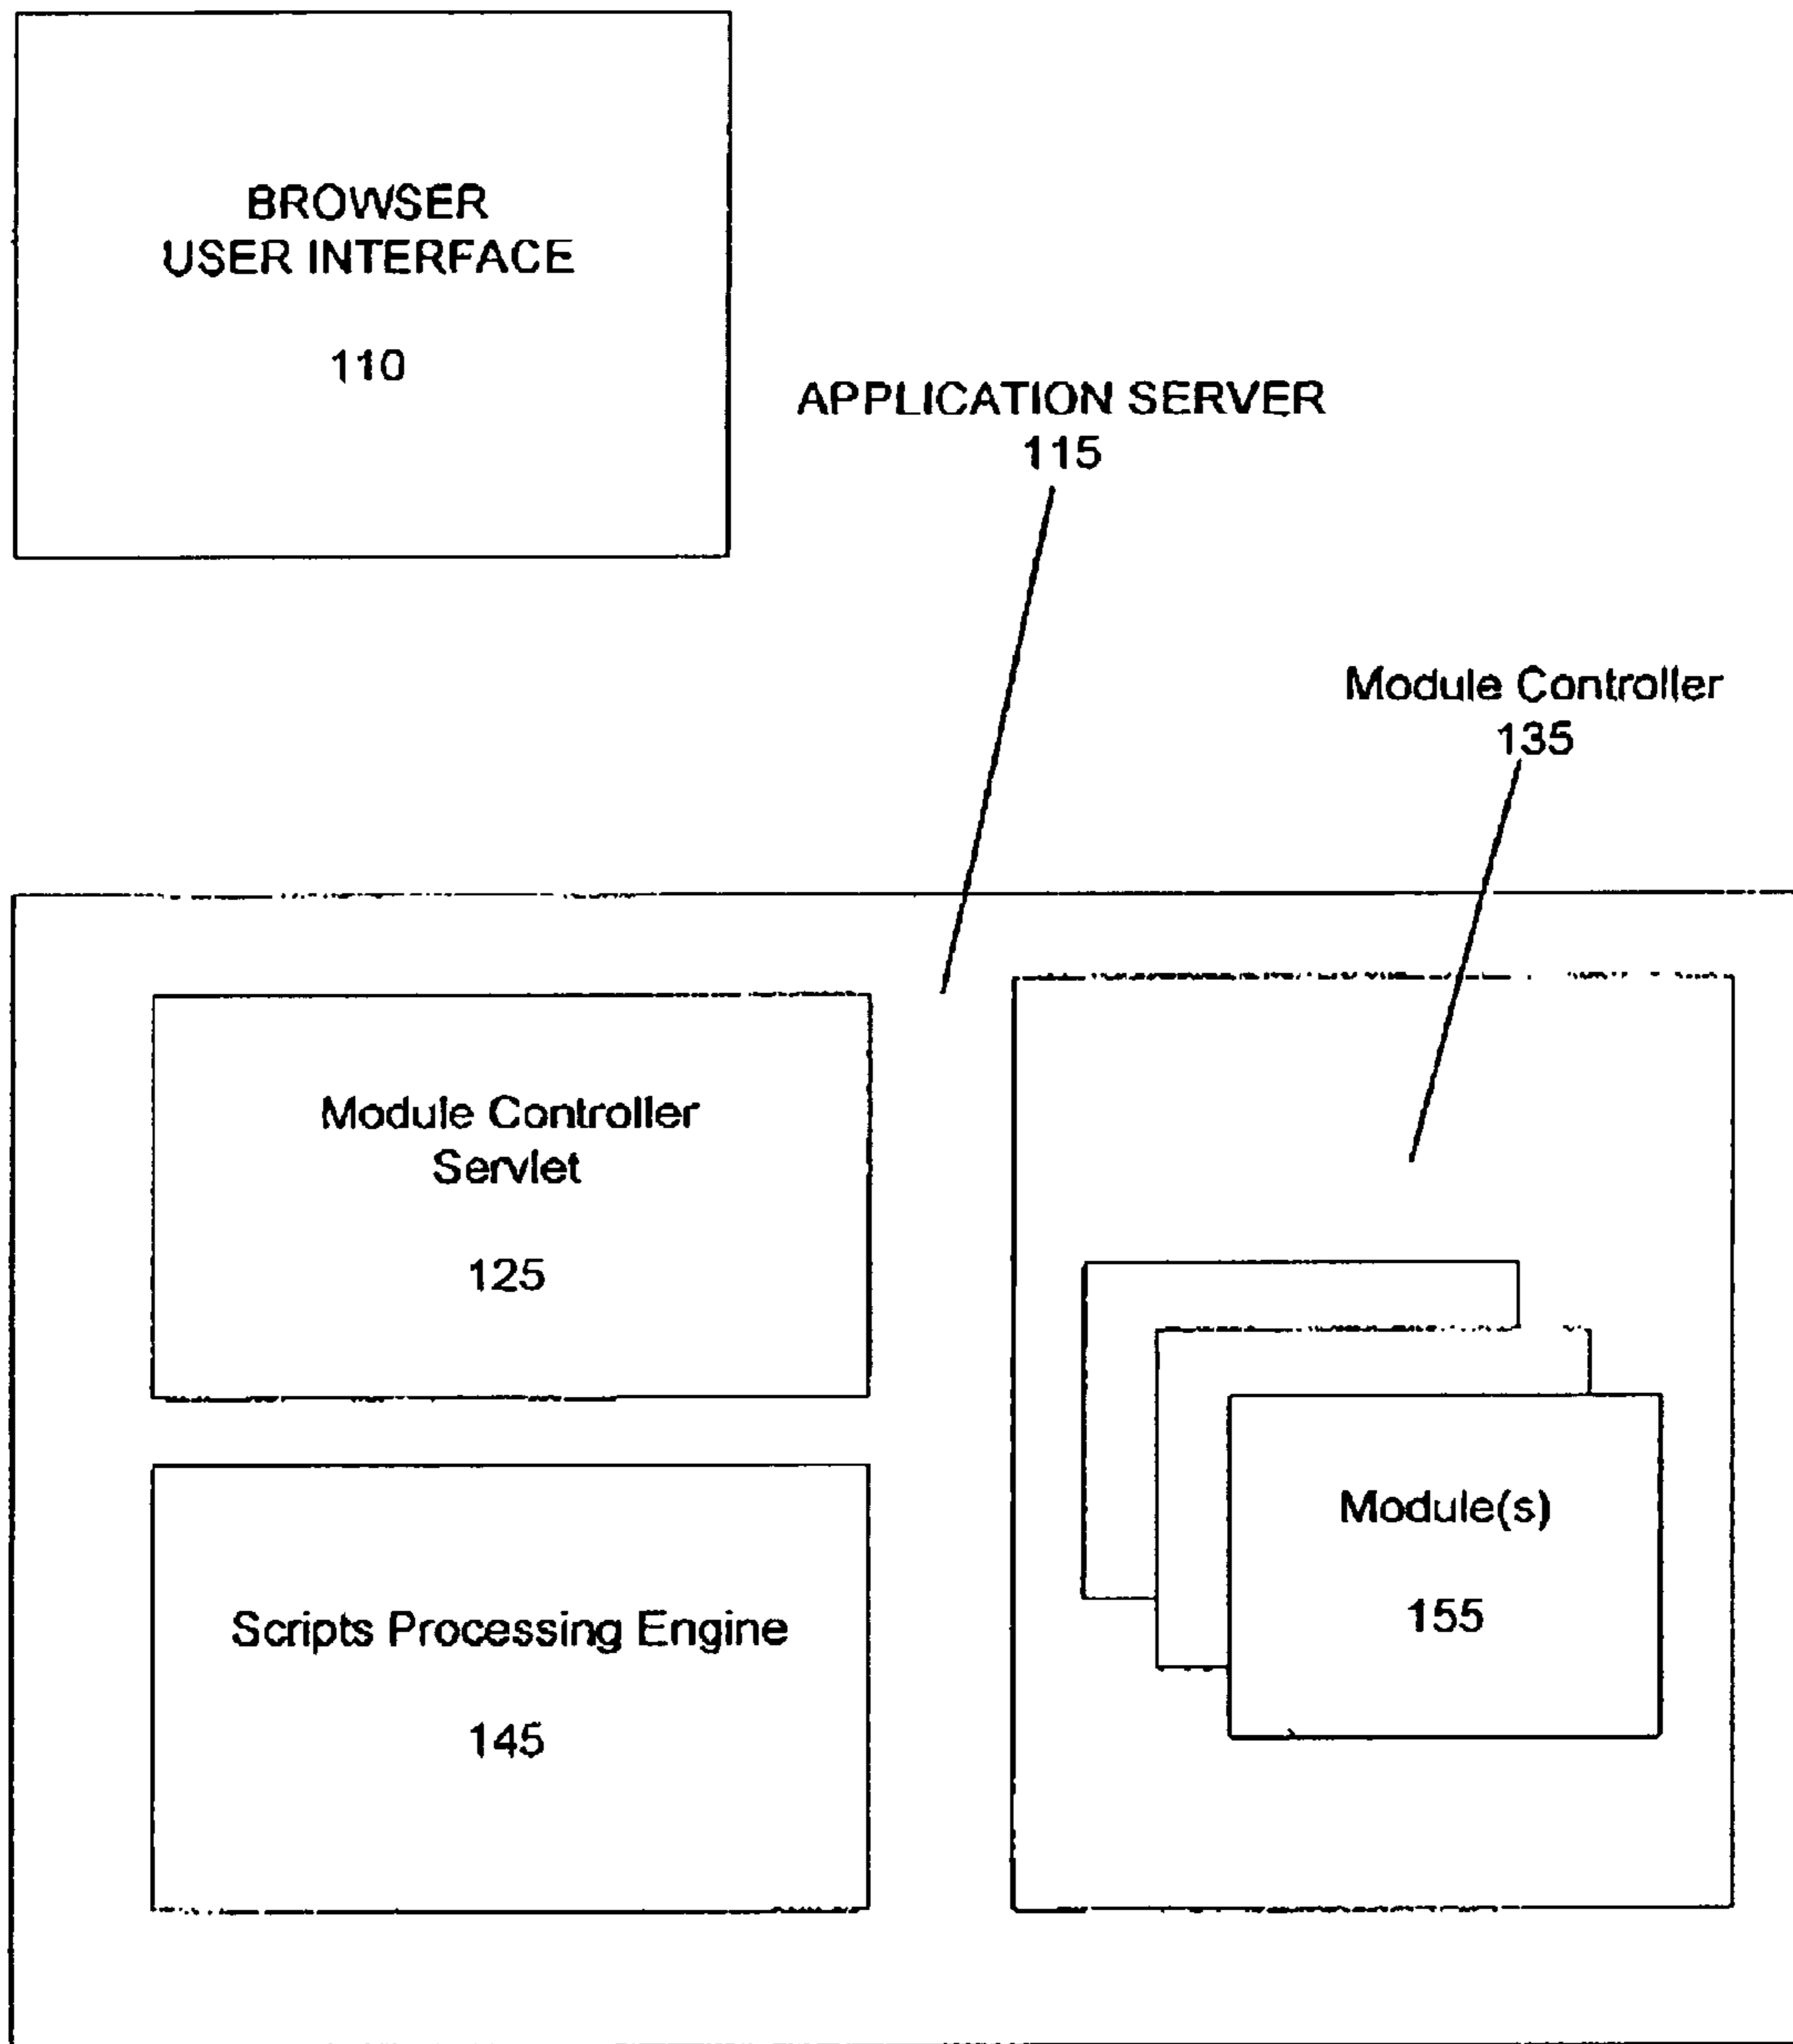 BROWSER
USER INTERFACE
110
APPLICATION SERVER
115
Module Controller
135
Module Controller
Servlet
125
Scripts Processing Engine
145
Module(s)
155